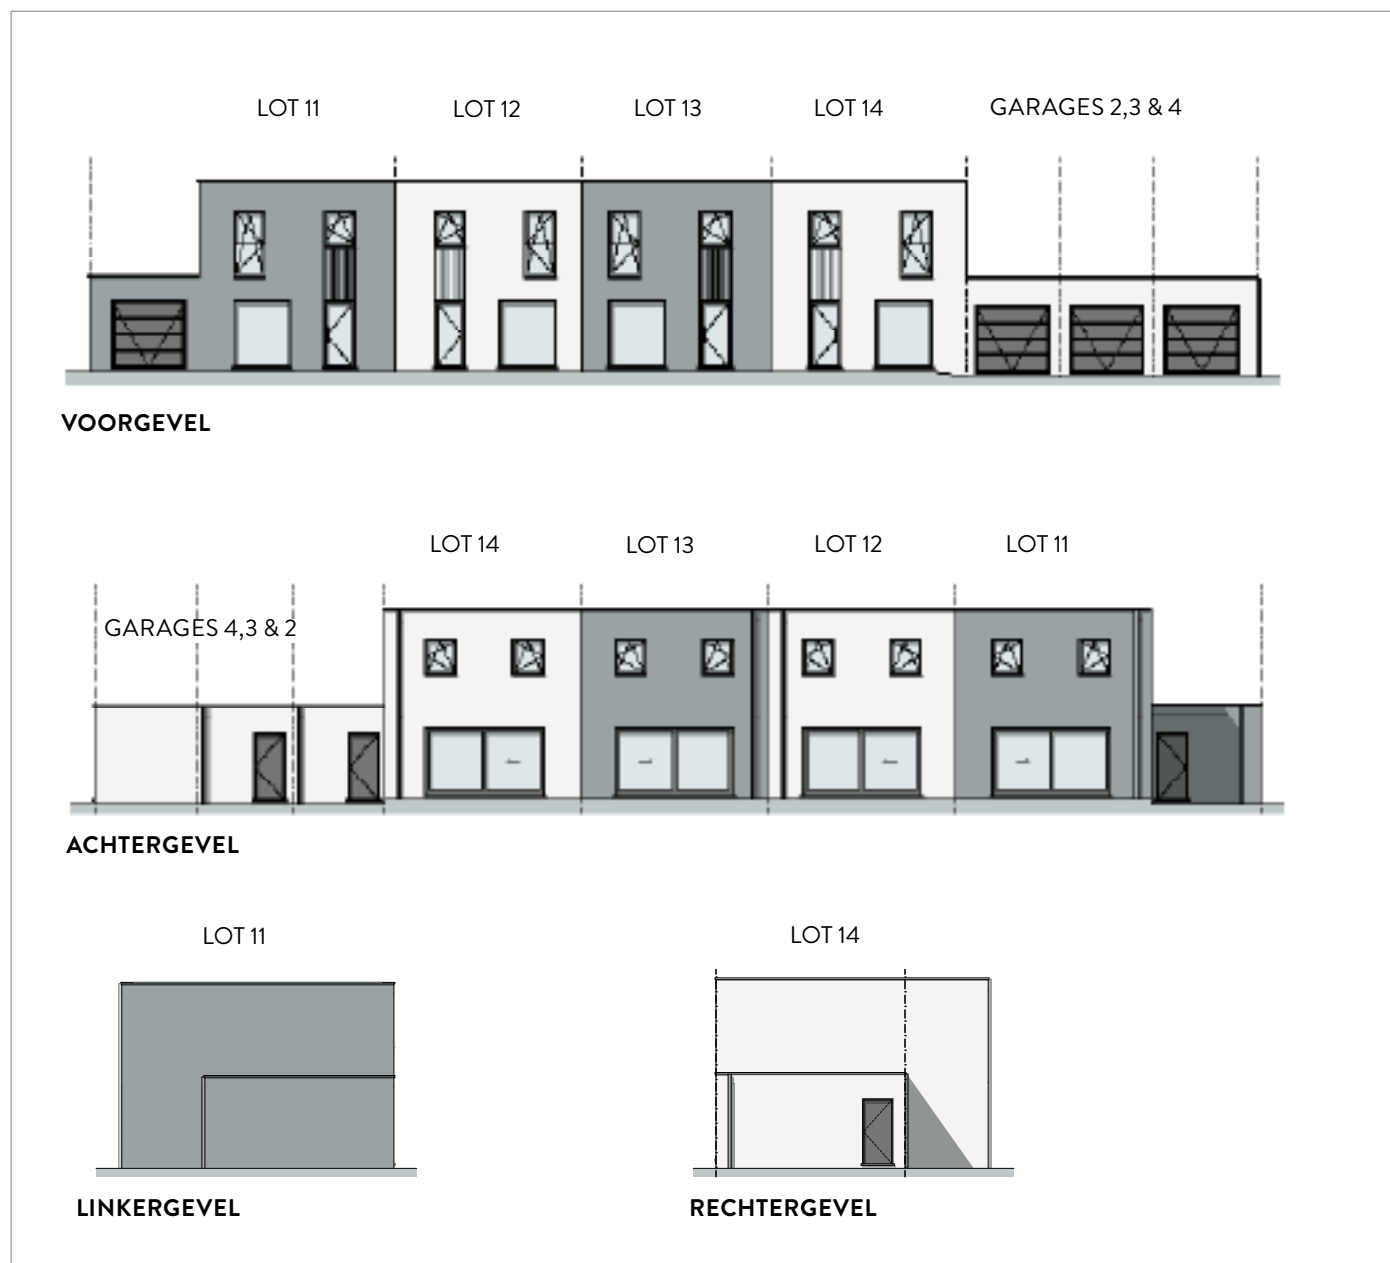 LOT 11
LOT 12
LOT 13
LOT 14
GARAGES 2,3 & 4
VOORGEVEL
LOT 14
LOT 13
LOT 12
LOT 11
GARAGES 4,3 & 2
ACHTERGEVEL
LOT 11
LOT 14
LINKERGEVEL
RECHTERGEVEL